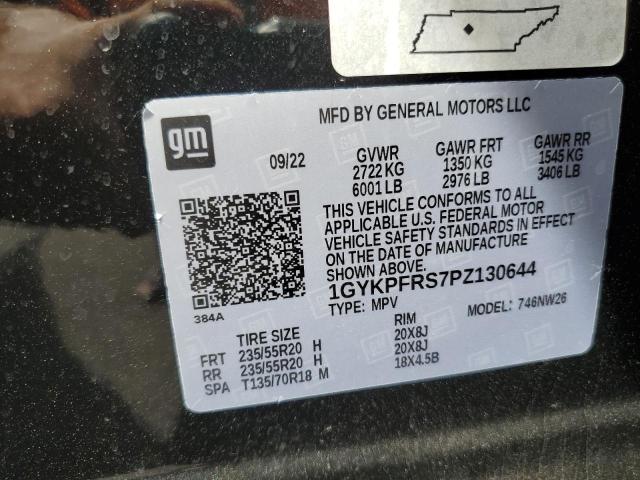 MFD BY GENERAL MOTORS LLC
gm
09/22
GVWR
2722 KG
6001 LB
GAWR FRT
1350 KG
2976 LB
GAWR RR
1545 KG
3406 LB
THIS VEHICLE CONFORMS TO ALL
APPLICABLE U.S. FEDERAL MOTOR
VEHICLE SAFETY STANDARDS IN EFFECT
ON THE DATE OF MANUFACTURE
SHOWN ABOVE.
1GYKPFRS7PZ130644
TYPE: MPV
MODEL: 746NW26
384A
TIRE SIZE RIM
FRT 235/55R20 H 20X8J
RR 235/55R20 H 20X8J
SPA T135/70R18 M 18X4.5B